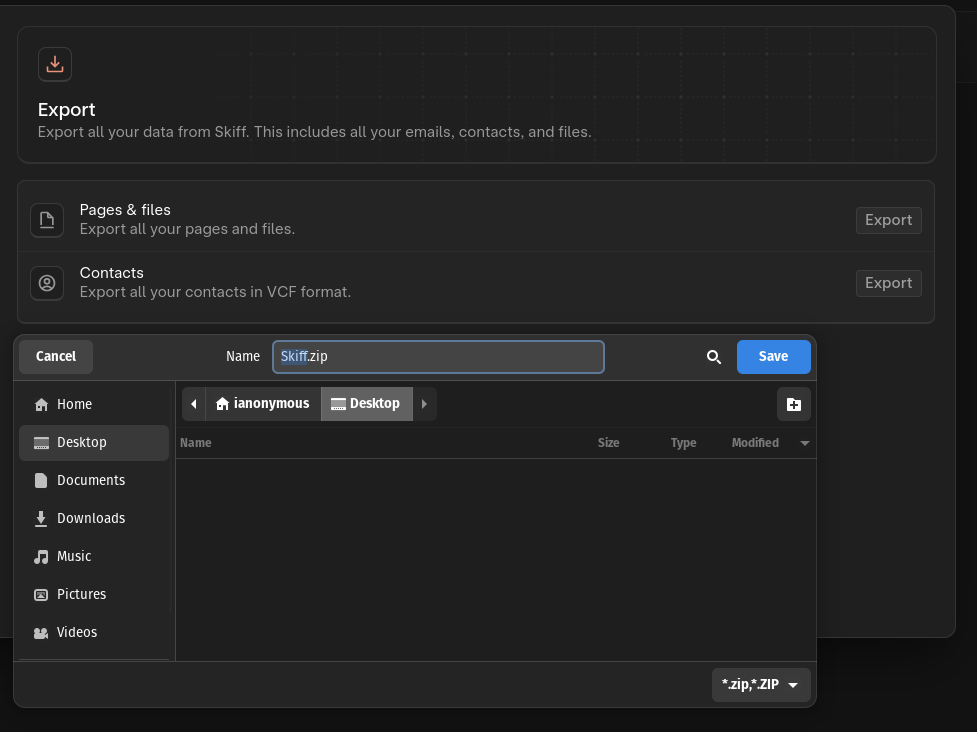 Export
Export all your data from Skiff. This includes all your emails, contacts, and files.
Pages & files
Export all your pages and files.
Export
Contacts
Export all your contacts in VCF format.
Export
Cancel
Name
Skiff.zip
Save
Home
Desktop
Documents
Downloads
Music
Pictures
Videos
ianonymous
Desktop
Name
Size
Type
Modified
*.zip,*.ZIP